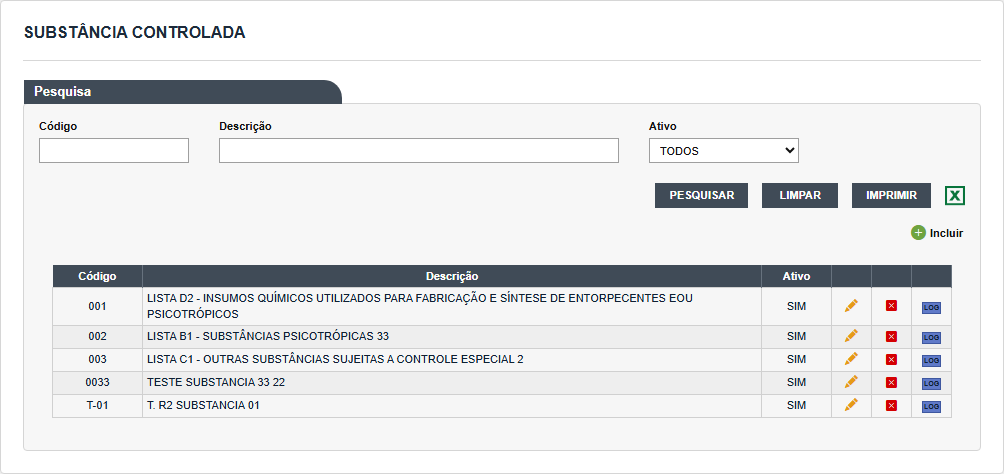 SUBSTÂNCIA CONTROLADA
Pesquisa
Código Descrição Ativo
TODOS
PESQUISAR LIMPAR IMPRIMIR X
Incluir
Código Descrição Ativo
001 LISTA D2 - INSUMOS QUÍMICOS UTILIZADOS PARA FABRICAÇÃO E SÍNTESE DE ENTORPECENTES EOU
PSICOTRÓPICOS SIM LOG
002 LISTA B1 - SUBSTÂNCIAS PSICOTRÓPICAS 33 SIM LOG
003 LISTA C1 - OUTRAS SUBSTÂNCIAS SUJEITAS A CONTROLE ESPECIAL 2 SIM LOG
0033 TESTE SUBSTANCIA 33 22 SIM LOG
T-01 T. R2 SUBSTANCIA 01 SIM LOG